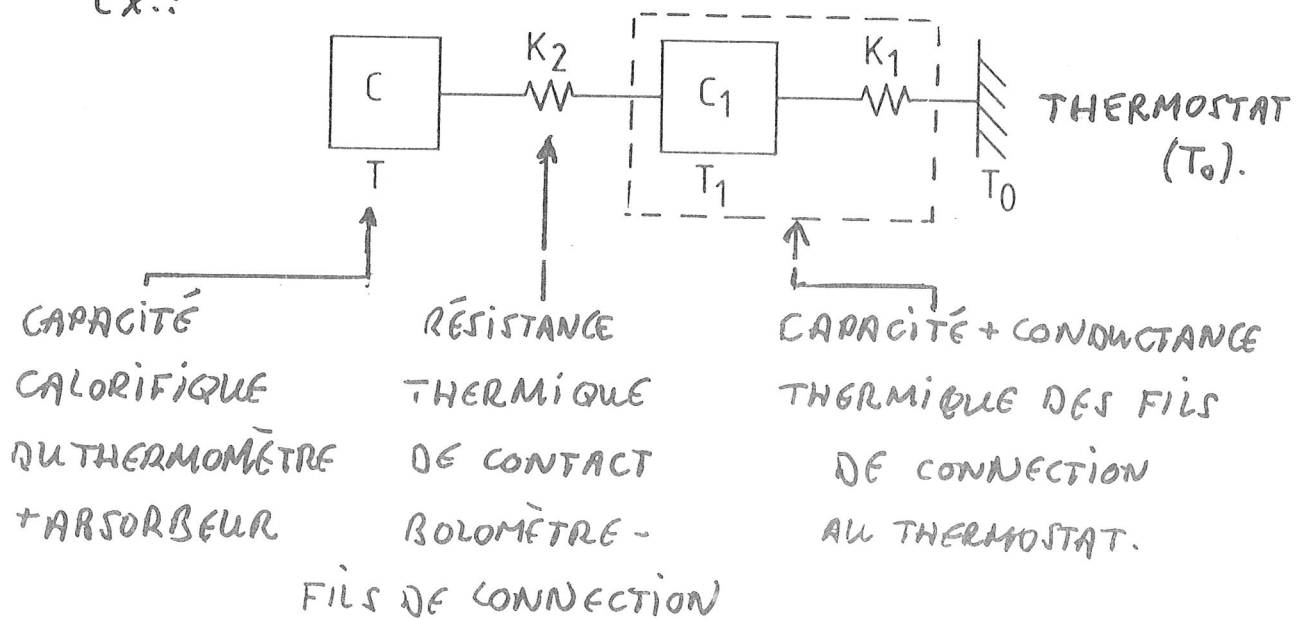 EX.:
C
K2
C1
K1
T
T1
T0
THERMOSTAT
(T0).
CAPACITÉ
CALORIFIQUE
DU THERMOMÈTRE
+ ABSORBEUR
RÉSISTANCE
THERMIQUE
DE CONTACT
BOLOMÈTRE-
FILS DE CONNECTION
CAPACITÉ + CONDUCTANCE
THERMIQUE DES FILS
DE CONNECTION
AU THERMOSTAT.